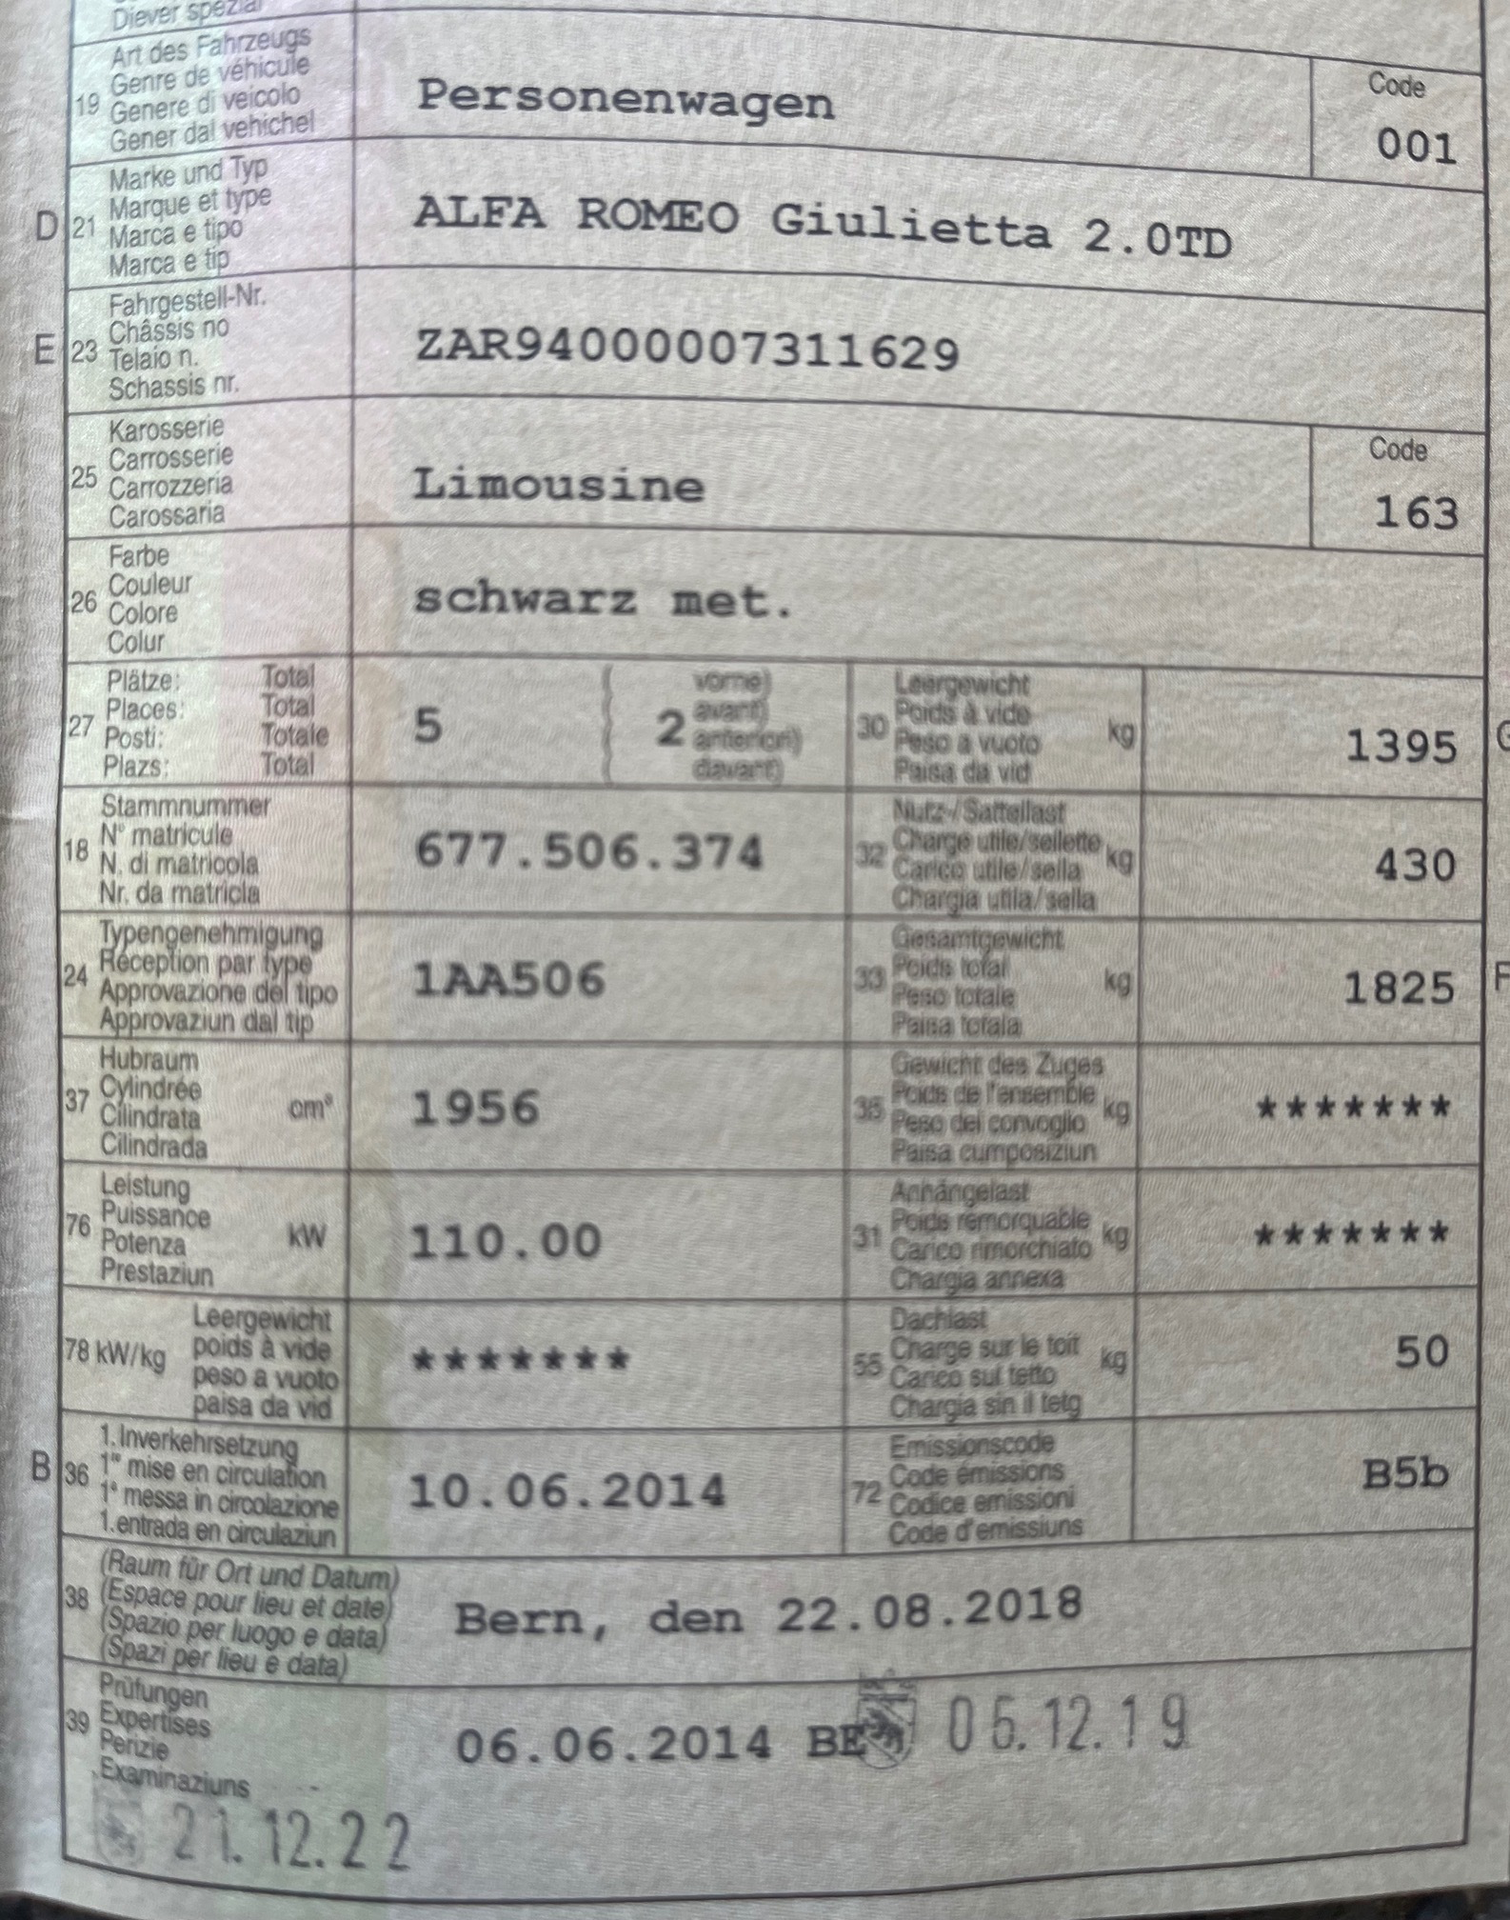 Diever spezial
19 Art des Fahrzeugs
Genre de véhicule
Genere di veicolo
Gener dal vehichel
Personenwagen
Code
001
D 21 Marke und Typ
Marque et type
Marca e tipo
Marca e tip
ALFA ROMEO Giulietta 2.0TD
E 23 Fahrgestell-Nr.
Châssis no
Telaio n.
Schassis nr.
ZAR94000007311629
25 Karosserie
Carrosserie
Carrozzeria
Carossaria
Limousine
Code
163
26 Farbe
Couleur
Colore
Colur
schwarz met.
27 Plätze: Total
Places: Total
Posti: Totale
Plazs: Total
5
2 vorne)
avant)
anteriori)
davant)
30 Leergewicht
Poids à vide
Peso a vuoto
Paisa da vid
kg
1395
G
18 Stammnummer
N° matricule
N. di matricola
Nr. da matricla
677.506.374
32 Nutz-/Sattellast
Charge utile/sellette
Carico utile/sella
Chargia utila/sella
kg
430
24 Typengenehmigung
Réception par type
Approvazione del tipo
Approvaziun dal tip
1AA506
33 Gesamtgewicht
Poids total
Peso totale
Paisa totala
kg
1825
F
37 Hubraum
Cylindrée
Cilindrata
Cilindrada
cm³
1956
35 Gewicht des Zuges
Poids de l'ensemble
Peso del convoglio
Paisa cumposiziun
kg
*******
76 Leistung
Puissance
Potenza
Prestaziun
kW
110.00
31 Anhängelast
Poids remorquable
Carico rimorchiato
Chargia annexa
kg
*******
78 kW/kg Leergewicht
poids à vide
peso a vuoto
paisa da vid
*******
55 Dachlast
Charge sur le toit
Carico sul tetto
Chargia sin il tetg
kg
50
B 36 1. Inverkehrsetzung
1re mise en circulation
1a messa in circolazione
1. entrada en circulaziun
10.06.2014
72 Emissionscode
Code émissions
Codice emissioni
Code d'emissiuns
B5b
38 (Raum für Ort und Datum)
(Espace pour lieu et date)
(Spazio per luogo e data)
(Spazi per lieu e data)
Bern, den 22.08.2018
39 Prüfungen
Expertises
Perizie
Examinaziuns
06.06.2014 BE 05.12.19
21.12.22